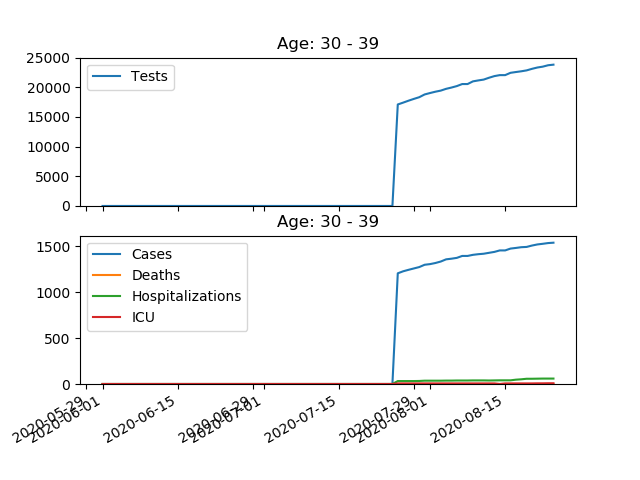 Age: 30 - 39
25000
20000
15000
10000
5000
0
Tests
Age: 30 - 39
1500
1000
500
0
Cases
Deaths
Hospitalizations
ICU
2020-05-29
2020-06-01
2020-06-15
2020-06-29
2020-07-01
2020-07-15
2020-07-29
2020-08-01
2020-08-15